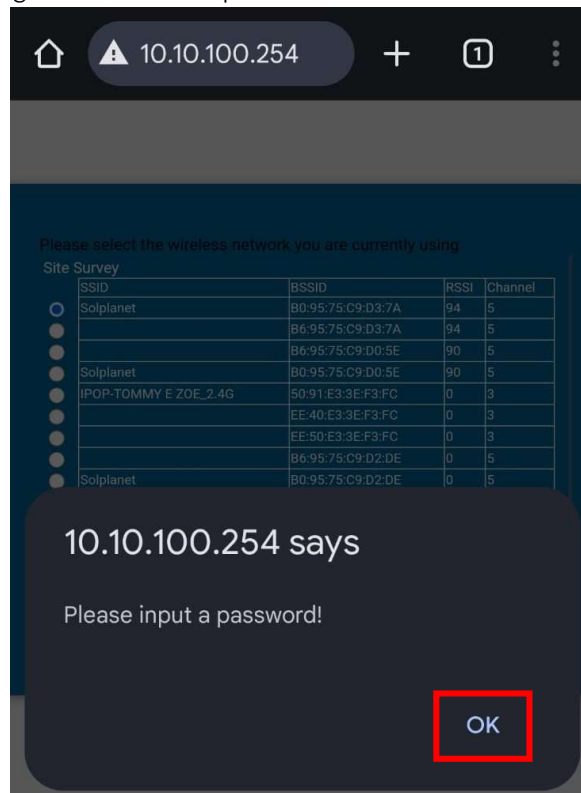 10.10.100.254
1
Please select the wireless network you are currently using
Site Survey
SSID BSSID RSSI Channel
Solplanet B0:95:75:C9:D3:7A 94 5
B6:95:75:C9:D3:7A 94 5
B6:95:75:C9:D0:5E 90 5
Solplanet B0:95:75:C9:D0:5E 90 5
IPOP-TOMMY E ZOE_2.4G 50:91:E3:3E:F3:FC 0 3
EE:40:E3:3E:F3:FC 0 3
EE:50:E3:3E:F3:FC 0 3
B6:95:75:C9:D2:DE 0 5
Solplanet B0:95:75:C9:D2:DE 0 5
10.10.100.254 says
Please input a password!
OK